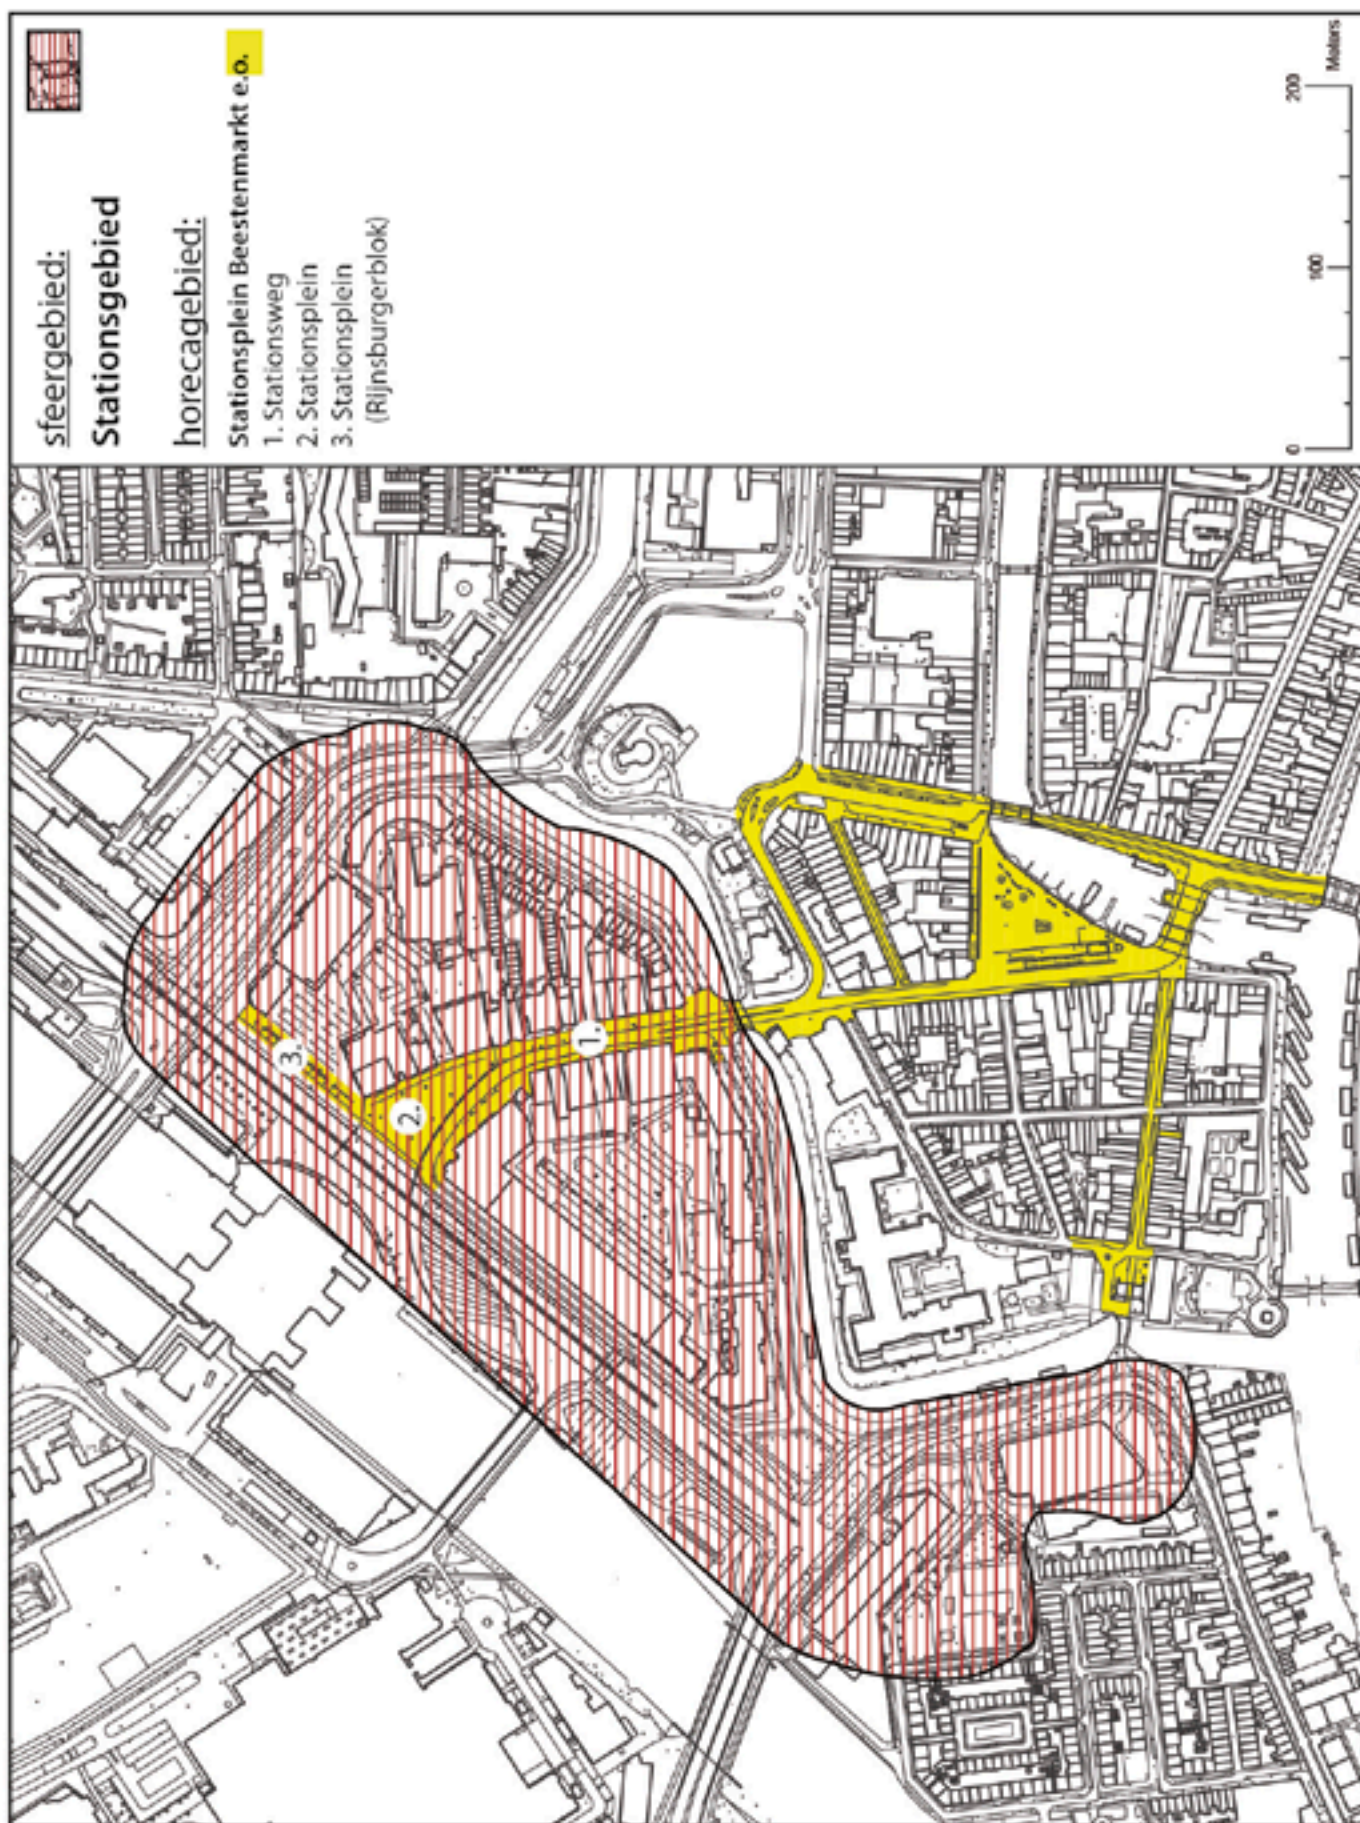 sfeergebied:
Stationsgebied
horecagebied:
Stationsplein Beestenmarkt e.o.
1. Stationsweg
2. Stationsplein
3. Stationsplein
(Rijnsburgerblok)
0 100 200
Meters
3.
2.
1.